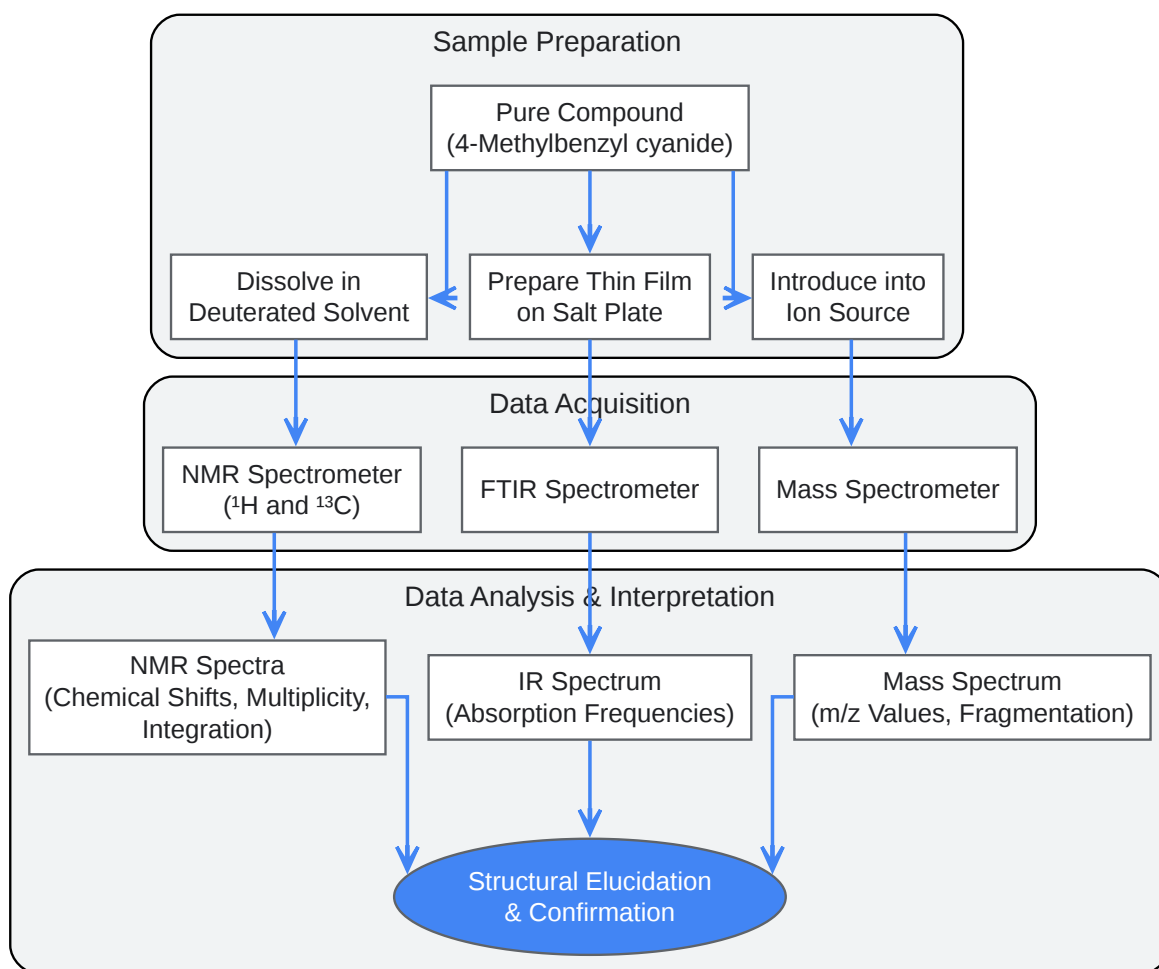 Sample Preparation
Pure Compound
(4-Methylbenzyl cyanide)
Dissolve in
Deuterated Solvent
Prepare Thin Film
on Salt Plate
Introduce into
Ion Source
Data Acquisition
NMR Spectrometer
(¹H and ¹³C)
FTIR Spectrometer
Mass Spectrometer
Data Analysis & Interpretation
NMR Spectra
(Chemical Shifts, Multiplicity,
Integration)
IR Spectrum
(Absorption Frequencies)
Mass Spectrum
(m/z Values, Fragmentation)
Structural Elucidation
& Confirmation